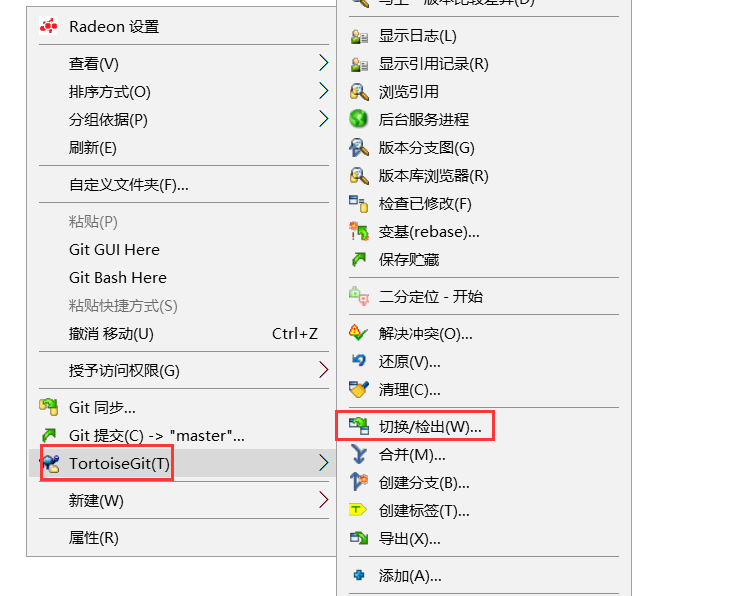 Radeon 设置
查看(V)
排序方式(O)
分组依据(P)
刷新(E)
自定义文件夹(F)...
粘贴(P)
Git GUI Here
Git Bash Here
粘贴快捷方式(S)
撤消 移动(U) Ctrl+Z
授予访问权限(G)
Git 同步...
Git 提交(C) -> "master"...
TortoiseGit(T)
新建(W)
属性(R)
显示日志(L)
显示引用记录(R)
浏览引用
后台服务进程
版本分支图(G)
版本库浏览器(R)
检查已修改(F)
变基(rebase)...
保存贮藏
二分定位 - 开始
解决冲突(O)...
还原(V)...
清理(C)...
切换/检出(W)...
合并(M)...
创建分支(B)...
创建标签(T)...
导出(X)...
添加(A)...